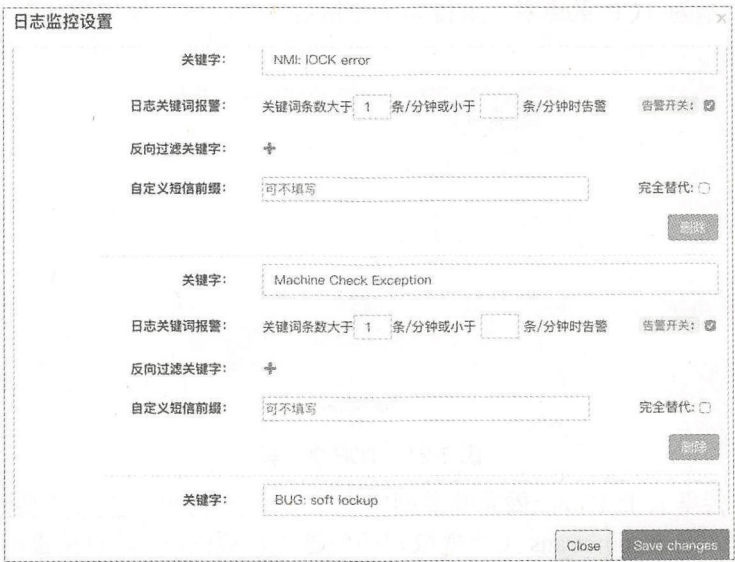 日志监控设置
关键字： NMI: IOCK error
日志关键词报警： 关键词条数大于 1 条/分钟或小于 条/分钟时告警 告警开关：
反向过滤关键字：
自定义短信前缀： 可不填写 完全替代:
删除
关键字： Machine Check Exception
日志关键词报警： 关键词条数大于 1 条/分钟或小于 条/分钟时告警 告警开关：
反向过滤关键字：
自定义短信前缀： 可不填写 完全替代:
删除
关键字： BUG: soft lockup
Close Save changes